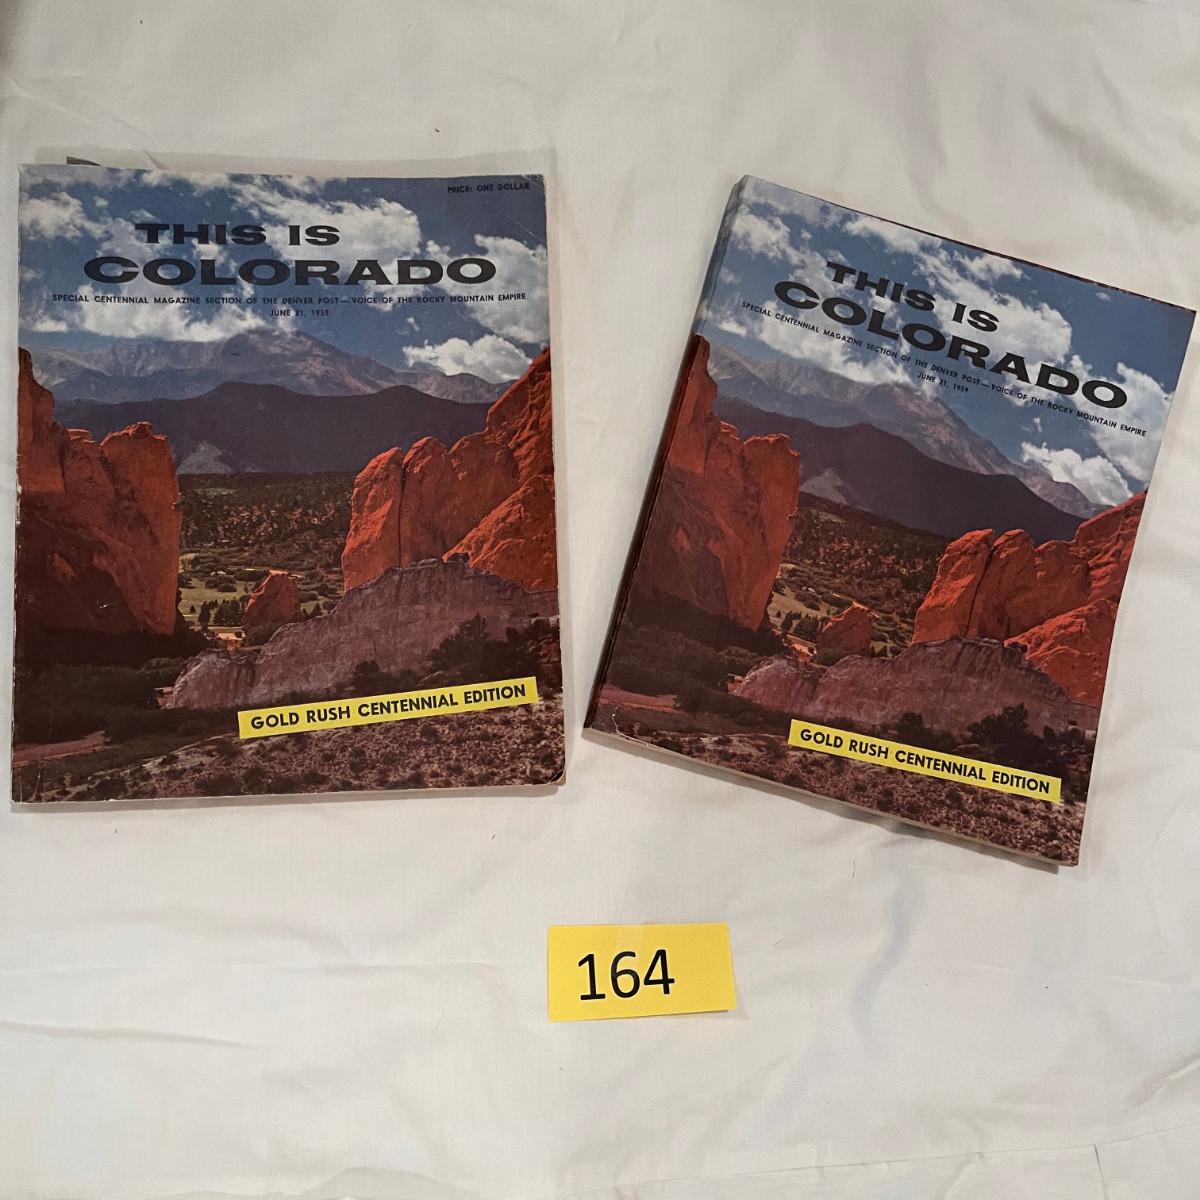 PRICE: ONE DOLLAR
THIS IS
COLORADO
SPECIAL CENTENNIAL MAGAZINE SECTION OF THE DENVER POST—VOICE OF THE ROCKY MOUNTAIN EMPIRE
JUNE 21, 1959
GOLD RUSH CENTENNIAL EDITION
THIS IS
COLORADO
SPECIAL CENTENNIAL MAGAZINE SECTION OF THE DENVER POST—VOICE OF THE ROCKY MOUNTAIN EMPIRE
JUNE 21, 1959
GOLD RUSH CENTENNIAL EDITION
164